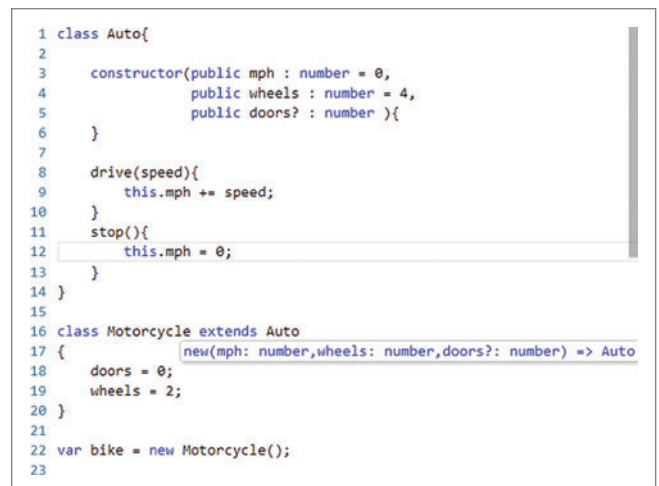 1 class Auto{
2
3     constructor(public mph : number = 0,
4                 public wheels : number = 4,
5                 public doors? : number ){
6     }
7
8     drive(speed){
9         this.mph += speed;
10     }
11     stop(){
12         this.mph = 0;
13     }
14 }
15
16 class Motorcycle extends Auto
17 {                new(mph: number,wheels: number,doors?: number) => Auto
18     doors = 0;
19     wheels = 2;
20 }
21
22 var bike = new Motorcycle();
23